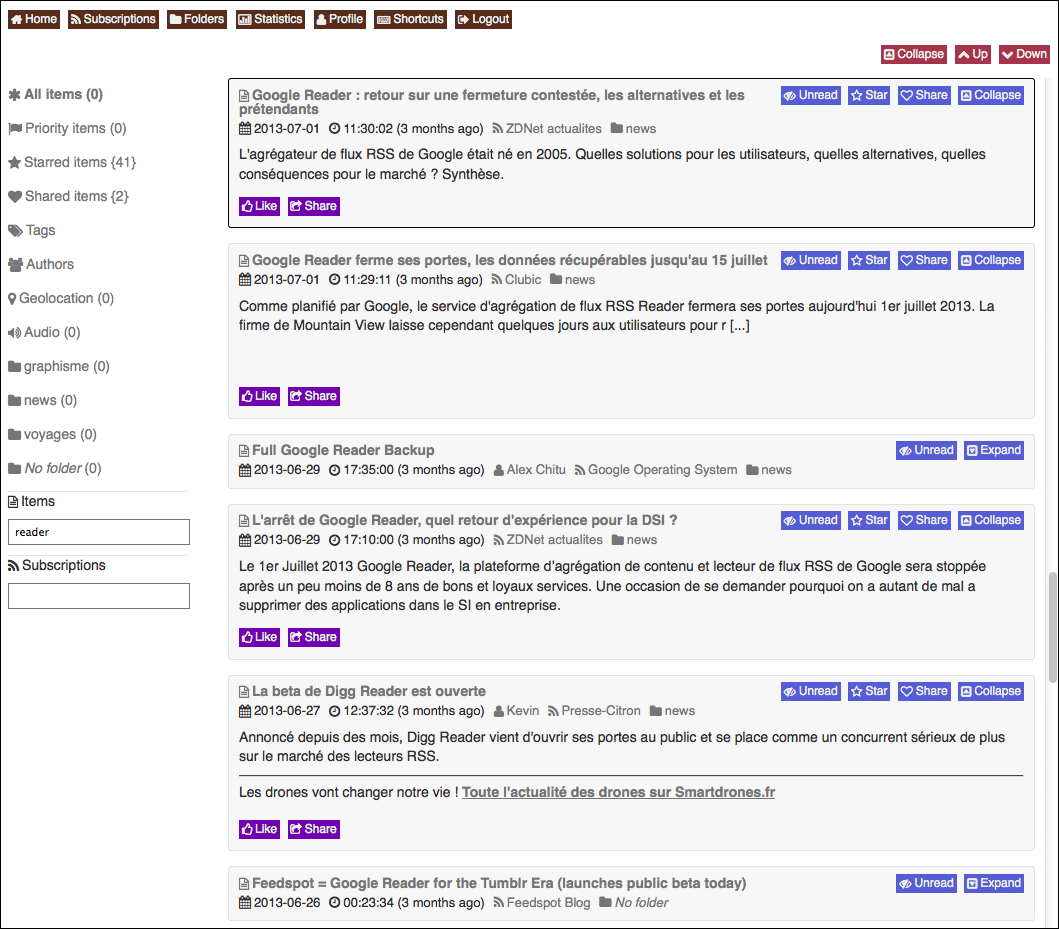 Home Subscriptions Folders Statistics Profile Shortcuts Logout
Collapse Up Down
All items (0)
Priority items (0)
Starred items {41}
Shared items {2}
Tags
Authors
Geolocation (0)
Audio (0)
graphisme (0)
news (0)
voyages (0)
No folder (0)
Items
reader
Subscriptions
Google Reader : retour sur une fermeture contestée, les alternatives et les
prétendants
Unread Star Share Collapse
2013-07-01 11:30:02 (3 months ago) ZDNet actualites news
L'agrégateur de flux RSS de Google était né en 2005. Quelles solutions pour les utilisateurs, quelles alternatives, quelles
conséquences pour le marché ? Synthèse.
Like Share
Google Reader ferme ses portes, les données récupérables jusqu'au 15 juillet
Unread Star Share Collapse
2013-07-01 11:29:11 (3 months ago) Clubic news
Comme planifié par Google, le service d'agrégation de flux RSS Reader fermera ses portes aujourd'hui 1er juillet 2013. La
firme de Mountain View laisse cependant quelques jours aux utilisateurs pour r [...]
Like Share
Full Google Reader Backup
Unread Expand
2013-06-29 17:35:00 (3 months ago) Alex Chitu Google Operating System news
L'arrêt de Google Reader, quel retour d'expérience pour la DSI ?
Unread Star Share Collapse
2013-06-29 17:10:00 (3 months ago) ZDNet actualites news
Le 1er Juillet 2013 Google Reader, la plateforme d'agrégation de contenu et lecteur de flux RSS de Google sera stoppée
après un peu moins de 8 ans de bons et loyaux services. Une occasion de se demander pourquoi on a autant de mal a
supprimer des applications dans le SI en entreprise.
Like Share
La beta de Digg Reader est ouverte
Unread Star Share Collapse
2013-06-27 12:37:32 (3 months ago) Kevin Presse-Citron news
Annoncé depuis des mois, Digg Reader vient d'ouvrir ses portes au public et se place comme un concurrent sérieux de plus
sur le marché des lecteurs RSS.
Les drones vont changer notre vie ! Toute l'actualité des drones sur Smartdrones.fr
Like Share
Feedspot = Google Reader for the Tumblr Era (launches public beta today)
Unread Expand
2013-06-26 00:23:34 (3 months ago) Feedspot Blog No folder